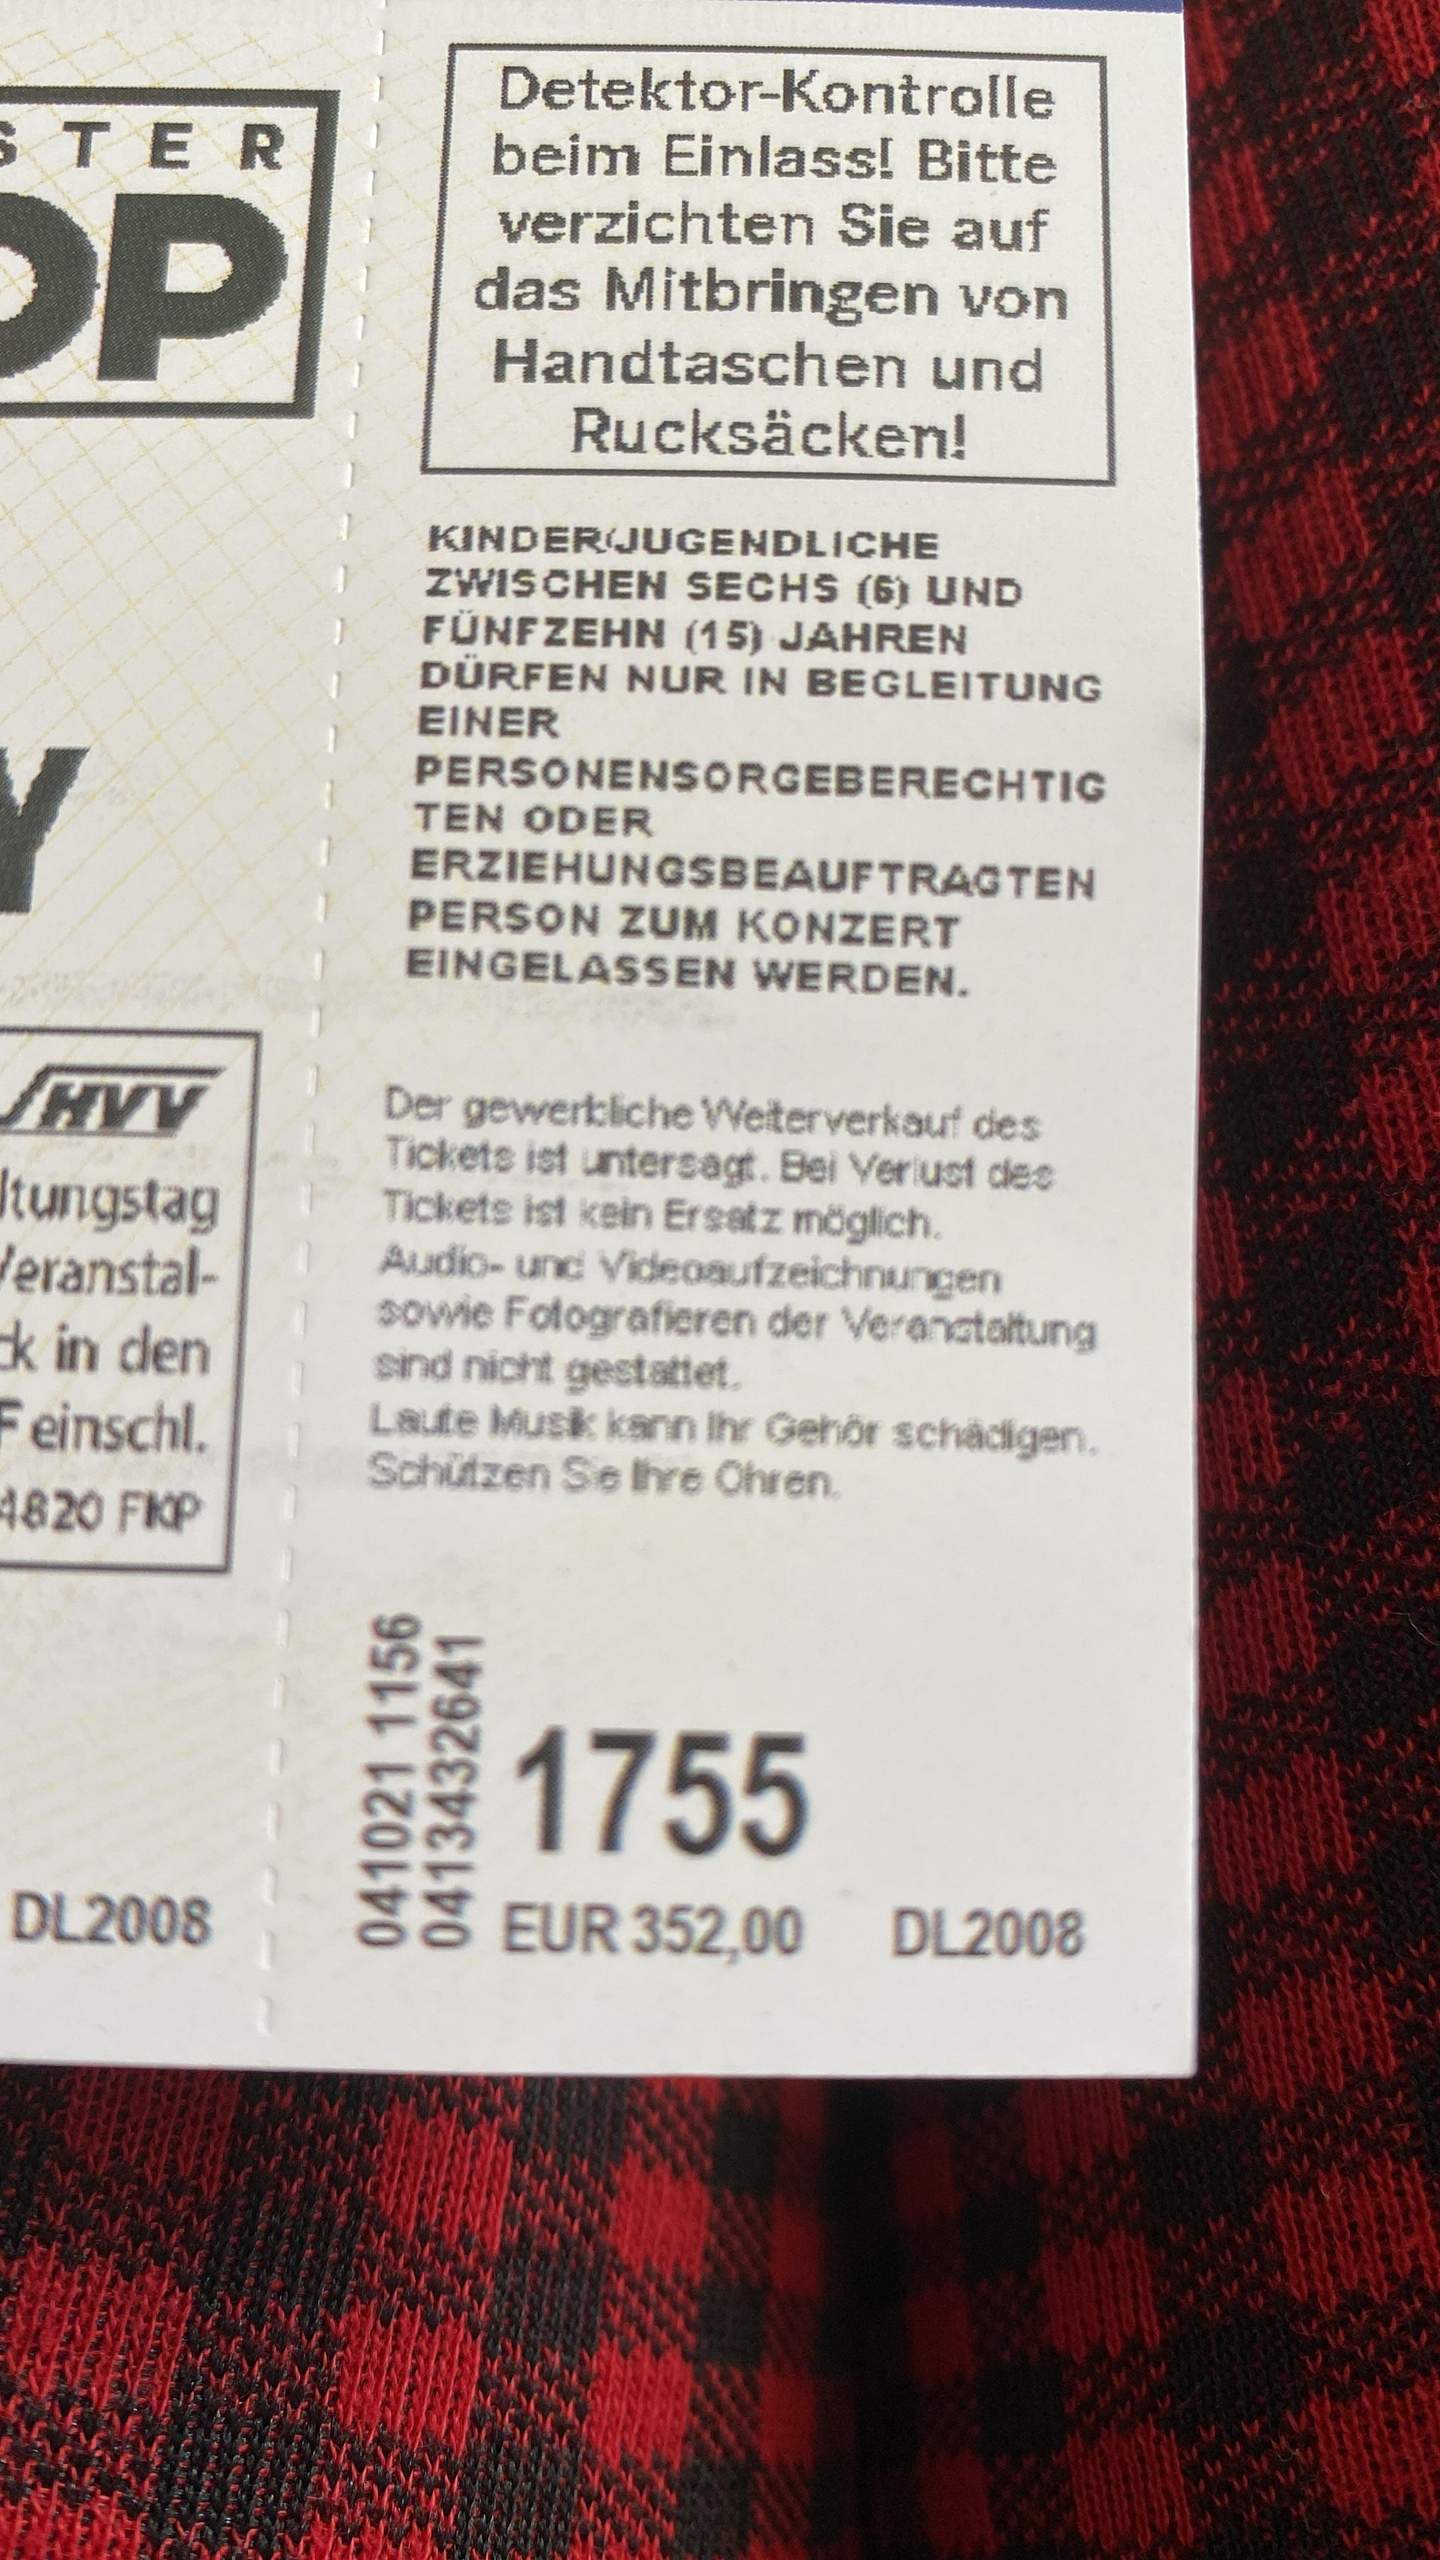 STER
OP
Y
HVV
ltungstag
Veranstal-
ck in den
F einschl.
4820 FKP
DL2008
Detektor-Kontrolle
beim Einlass! Bitte
verzichten Sie auf
das Mitbringen von
Handtaschen und
Rucksäcken!
KINDER/JUGENDLICHE
ZWISCHEN SECHS (6) UND
FÜNFZEHN (15) JAHREN
DÜRFEN NUR IN BEGLEITUNG
EINER
PERSONENSORGEBERECHTIG
TEN ODER
ERZIEHUNGSBEAUFTRAGTEN
PERSON ZUM KONZERT
EINGELASSEN WERDEN.
Der gewerbliche Weiterverkauf des
Tickets ist untersagt. Bei Verlust des
Tickets ist kein Ersatz möglich.
Audio- und Videoaufzeichnungen
sowie Fotografieren der Veranstaltung
sind nicht gestattet.
Laute Musik kann Ihr Gehör schädigen.
Schützen Sie Ihre Ohren.
041021 1156
0413432641
1755
EUR 352,00 DL2008